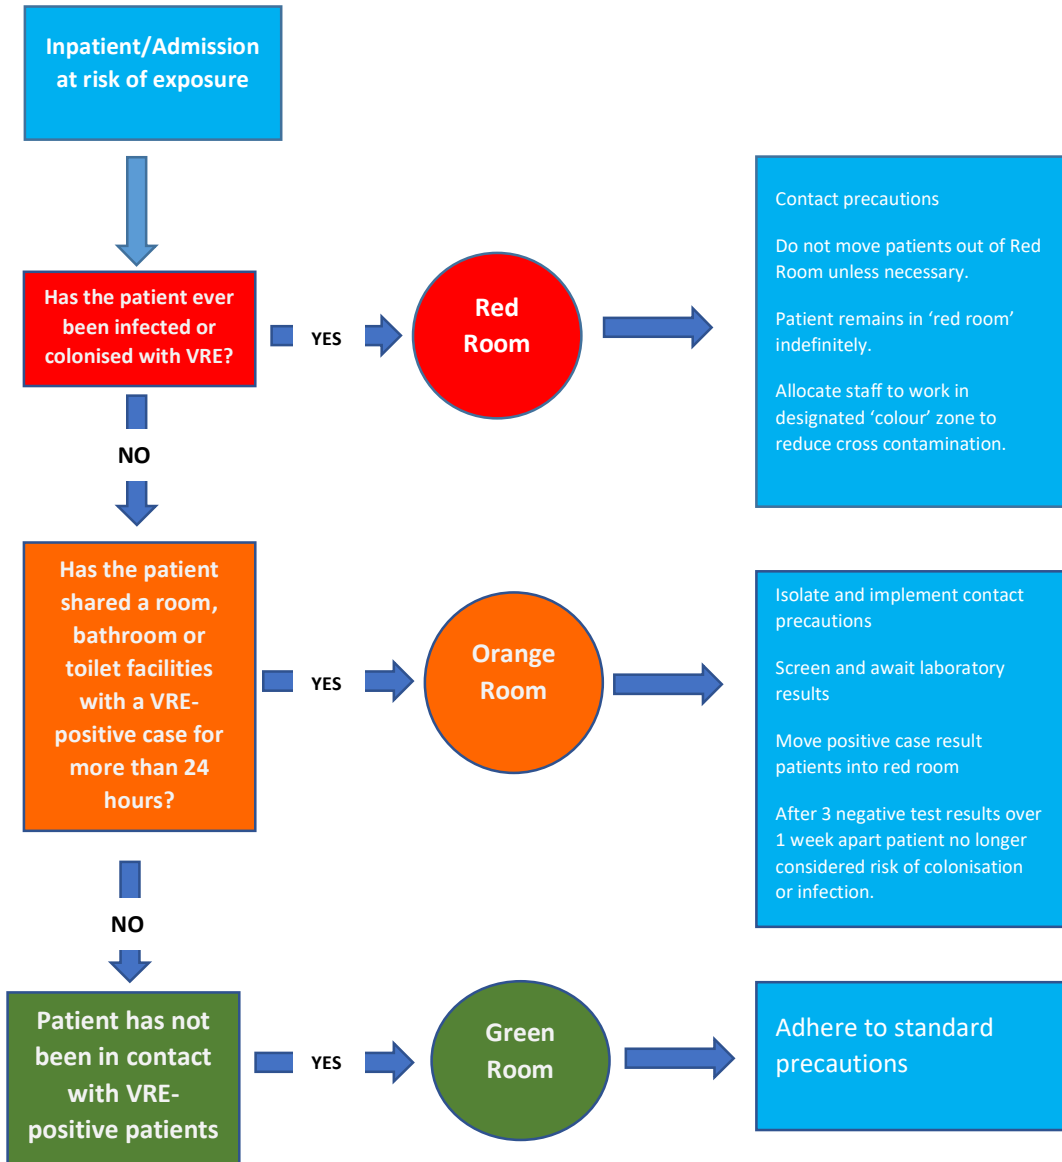 Inpatient/Admission
at risk of exposure
Has the patient ever
been infected or
colonised with VRE?
YES
Red
Room
Contact precautions
Do not move patients out of Red
Room unless necessary.
Patient remains in ‘red room’
indefinitely.
Allocate staff to work in
designated ‘colour’ zone to
reduce cross contamination.
NO
Has the patient
shared a room,
bathroom or
toilet facilities
with a VRE-
positive case for
more than 24
hours?
YES
Orange
Room
Isolate and implement contact
precautions
Screen and await laboratory
results
Move positive case result
patients into red room
After 3 negative test results over
1 week apart patient no longer
considered risk of colonisation
or infection.
NO
Patient has not
been in contact
with VRE-
positive patients
YES
Green
Room
Adhere to standard
precautions